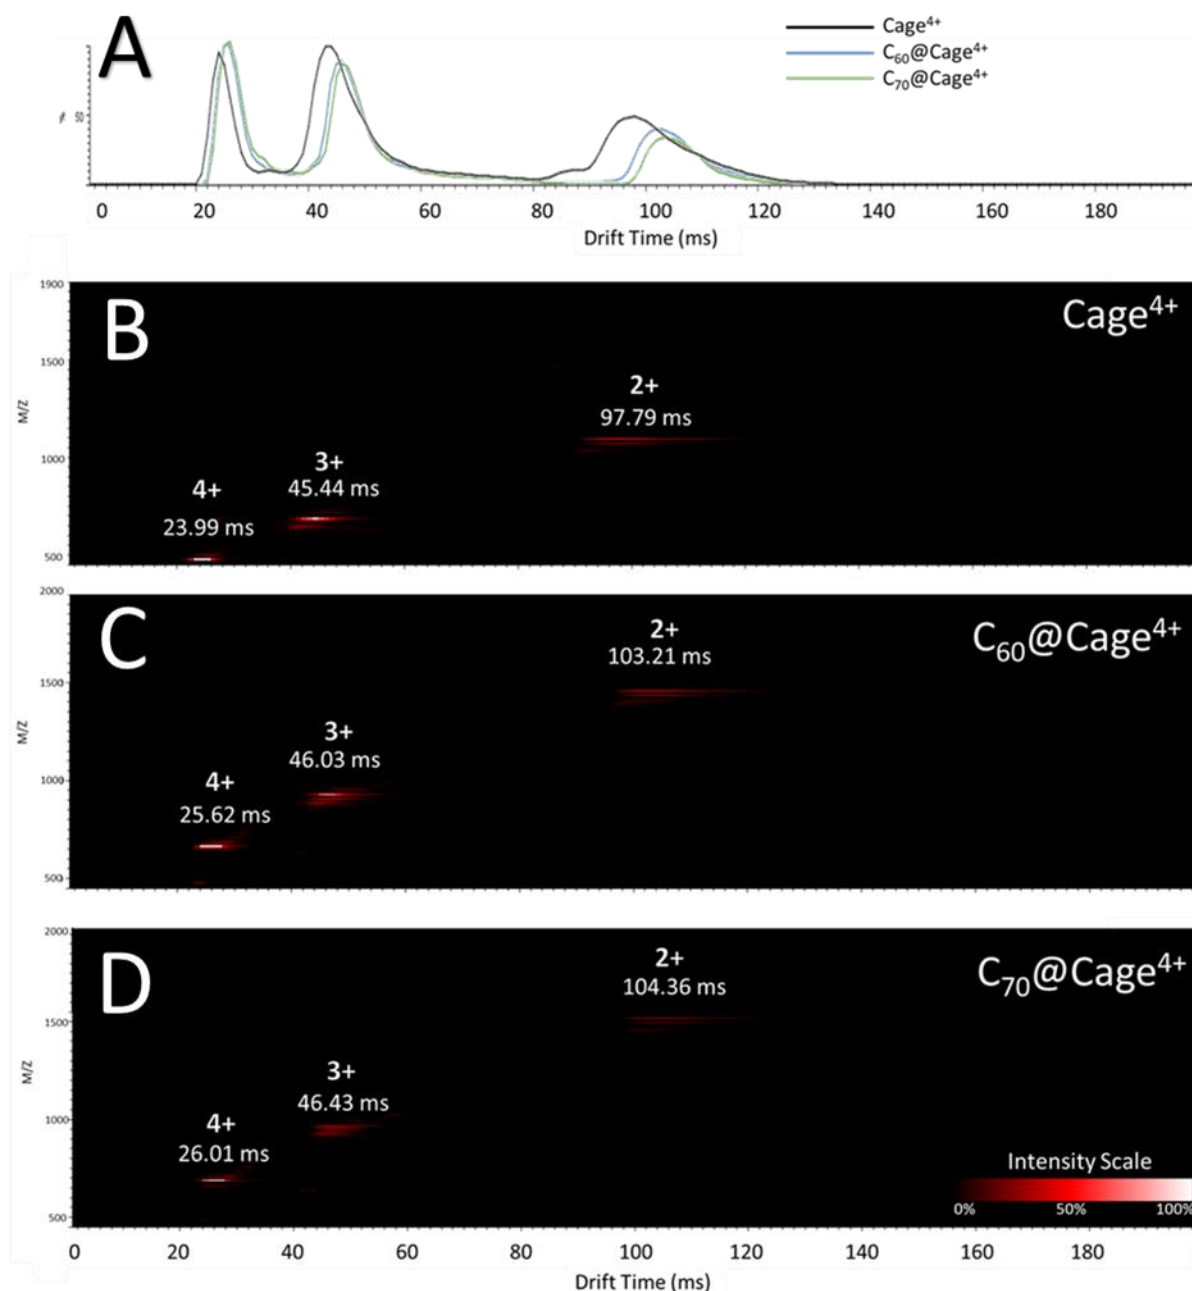 A
Cage4+
C60@Cage4+
C70@Cage4+
%
50
0 20 40 60 80 100 120 140 160 180
Drift Time (ms)
B
Cage4+
M/Z
1900
1500
1000
500
4+
23.99 ms
3+
45.44 ms
2+
97.79 ms
C
C60@Cage4+
M/Z
2000
1500
1000
500
4+
25.62 ms
3+
46.03 ms
2+
103.21 ms
D
C70@Cage4+
M/Z
2000
1500
1000
500
4+
26.01 ms
3+
46.43 ms
2+
104.36 ms
Intensity Scale
0% 50% 100%
0 20 40 60 80 100 120 140 160 180
Drift Time (ms)